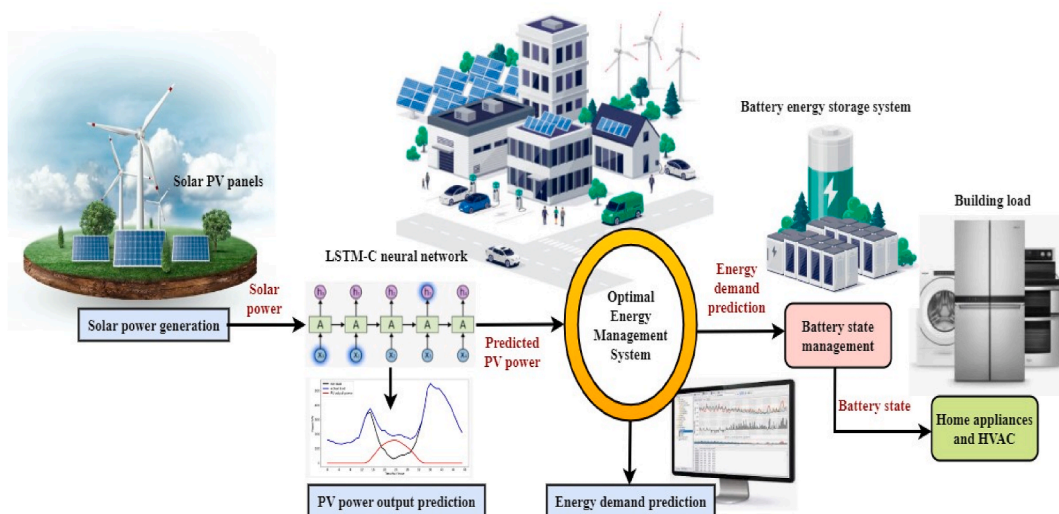 Solar PV panels
Battery energy storage system
Building load
LSTM-C neural network
Solar
power
Solar power generation
A A A A A
Predicted
PV power
Optimal
Energy
Management
System
Energy
demand
prediction
Battery state
management
Battery state
Home appliances
and HVAC
PV power output prediction
Energy demand prediction